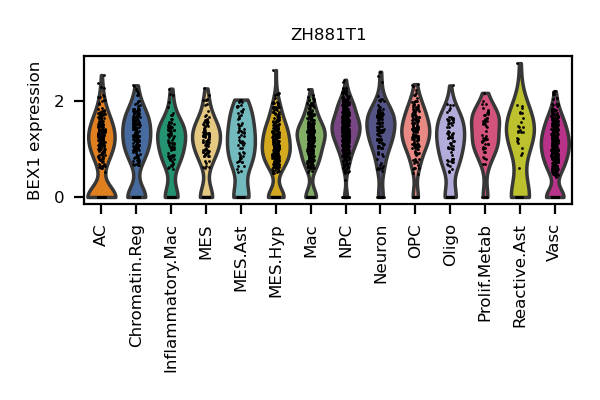 ZH881T1
BEX1 expression
2
0
AC
Chromatin.Reg
Inflammatory.Mac
MES
MES.Ast
MES.Hyp
Mac
NPC
Neuron
OPC
Oligo
Prolif.Metab
Reactive.Ast
Vasc